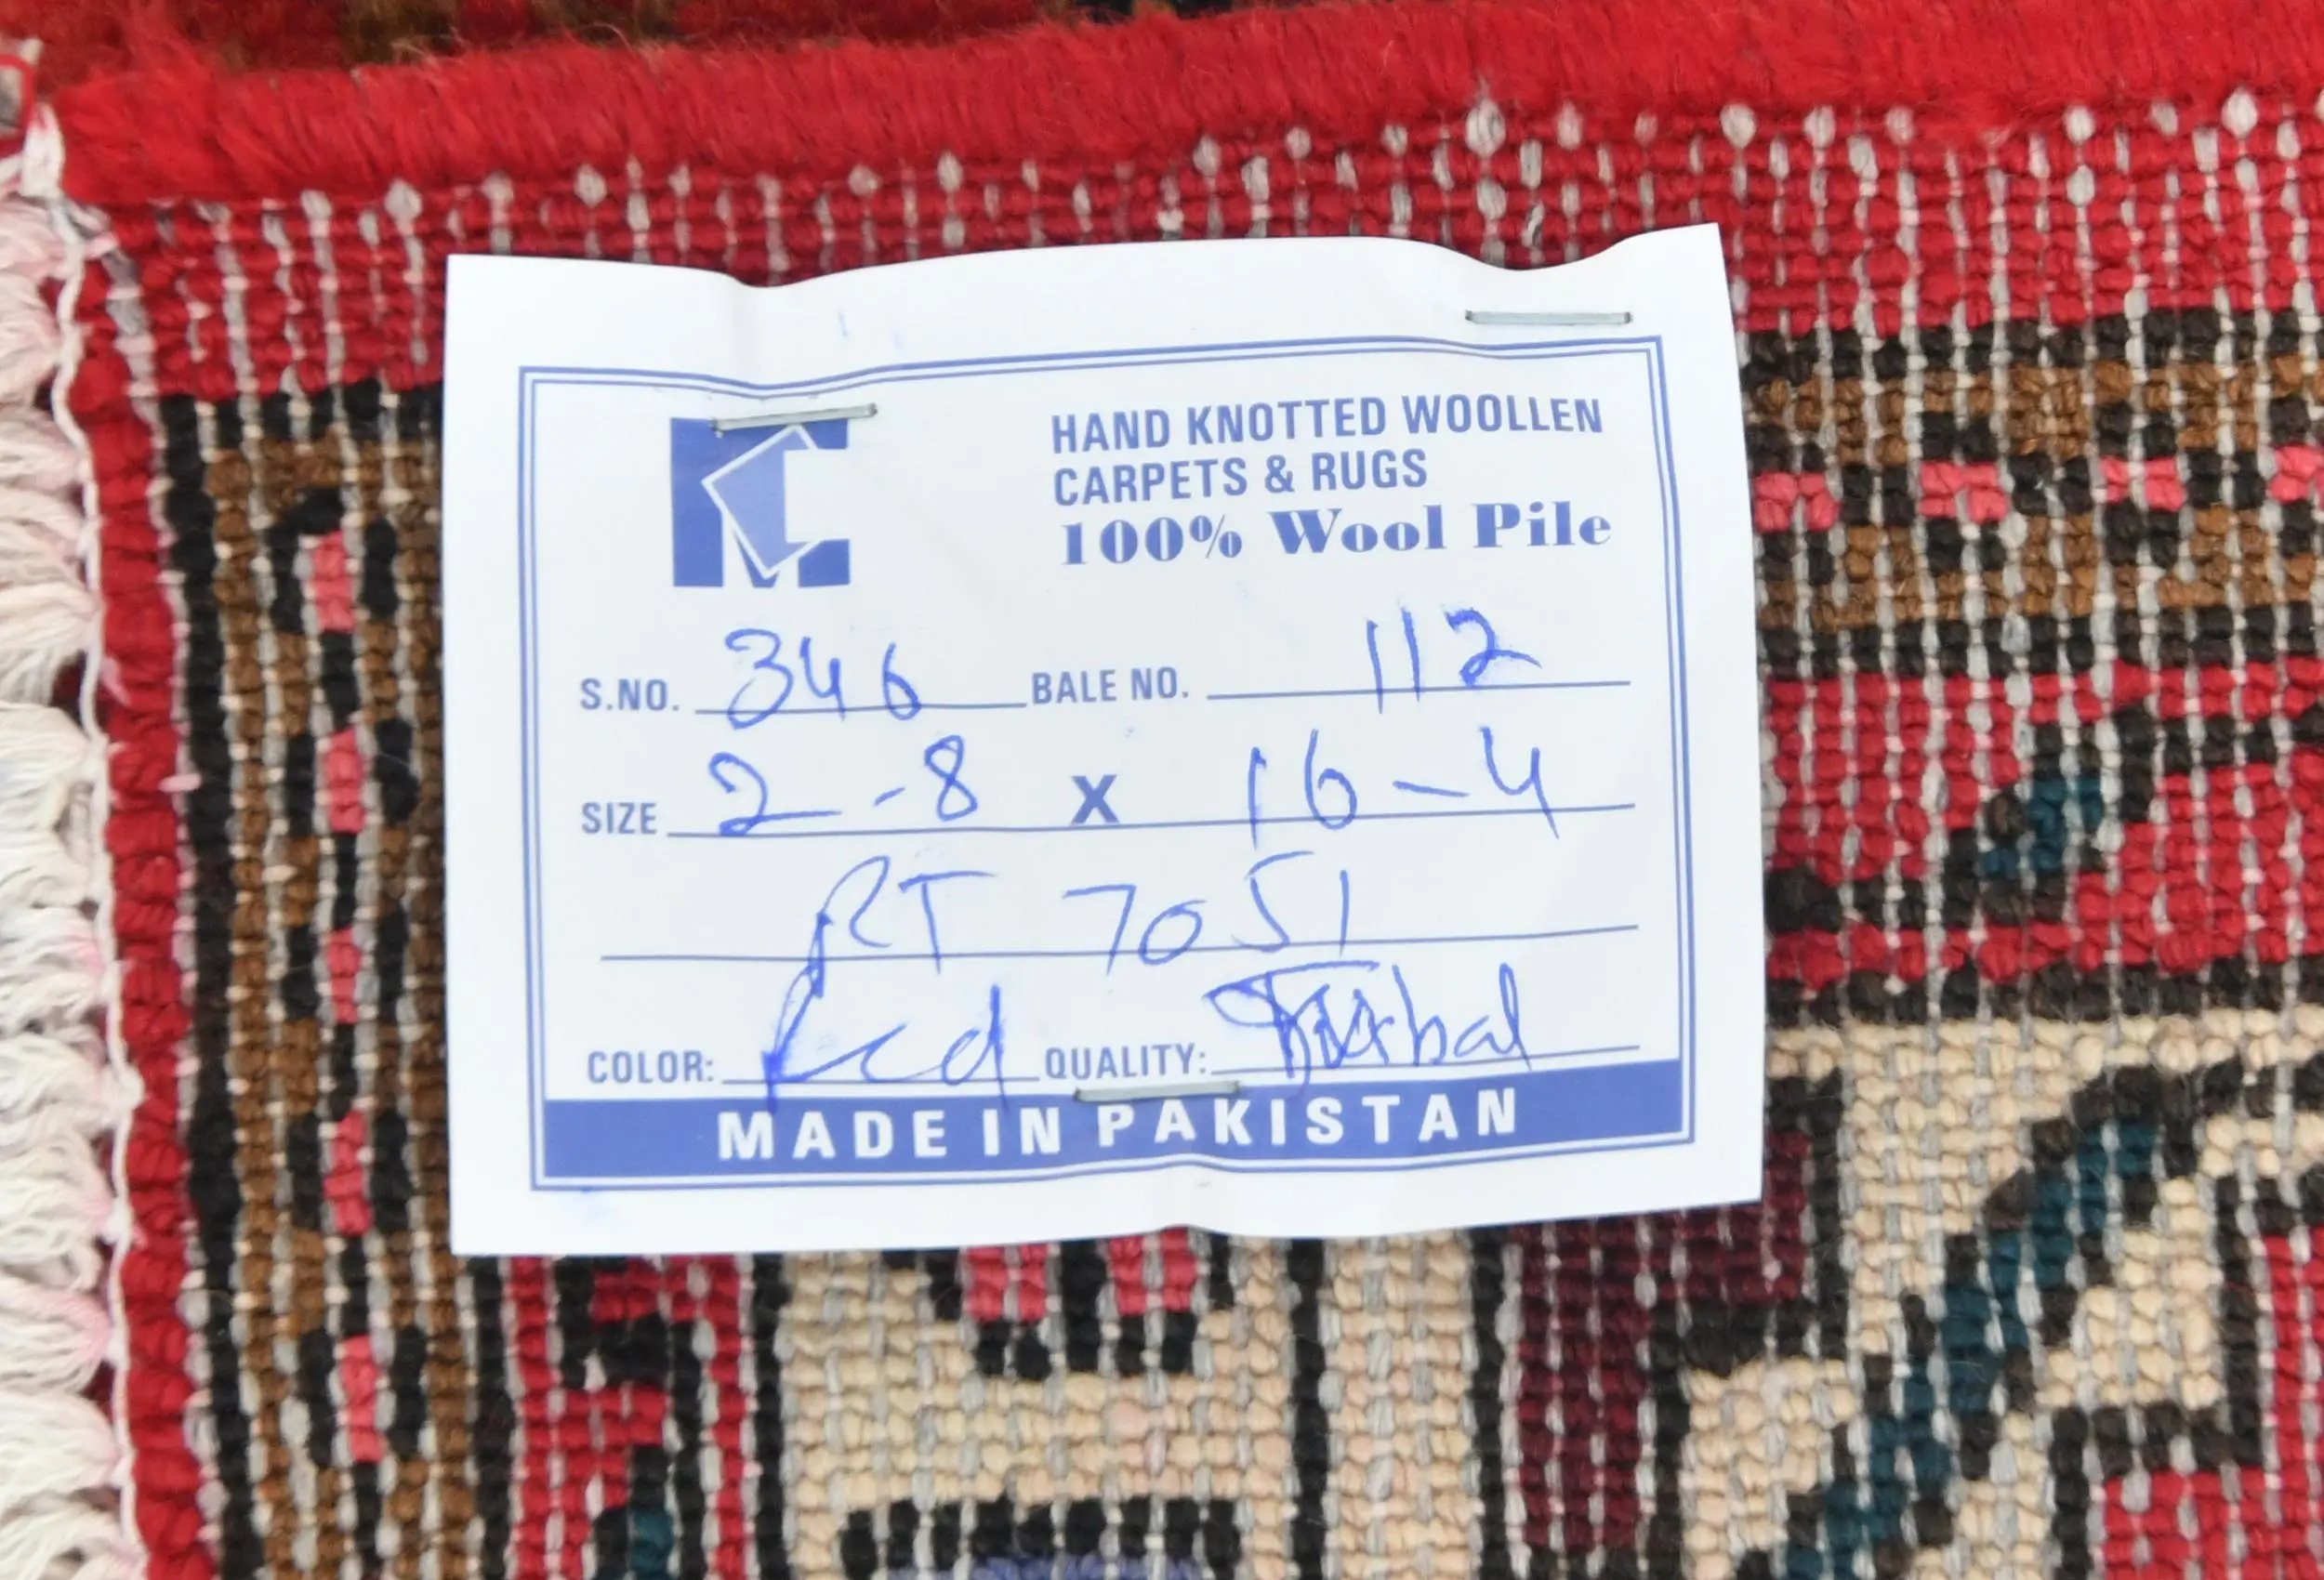 HAND KNOTTED WOOLLEN
CARPETS & RUGS
100% Wool Pile
S.NO. 346 BALE NO. 112
SIZE 2-8 X 16-4
RT 7051
COLOR: Red QUALITY:
MADE IN PAKISTAN